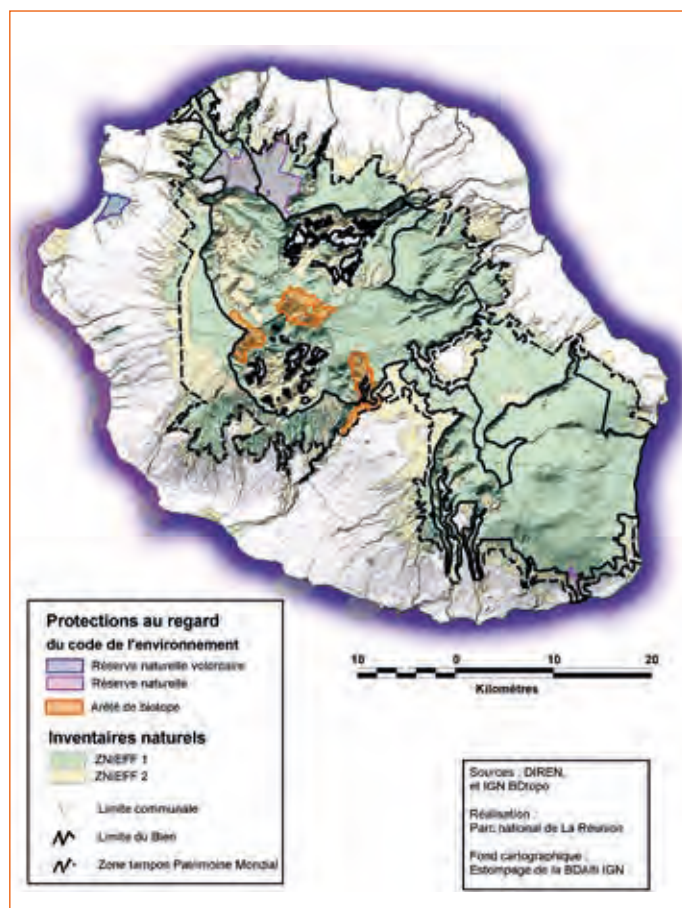 Protections au regard
du code de l'environnement
Réserve naturelle volontaire
Réserve naturelle
Arêté de biotope
Inventaires naturels
ZNIEFF 1
ZNIEFF 2
Limite communale
Limite du Bien
Zone tampon Patrimoine Mondial
10 0 10 20
Kilomètres
Sources : DIREN,
et IGN BDtopo
Réalisation :
Parc national de La Réunion
Fond cartographique :
Estompage de la BDAlti IGN